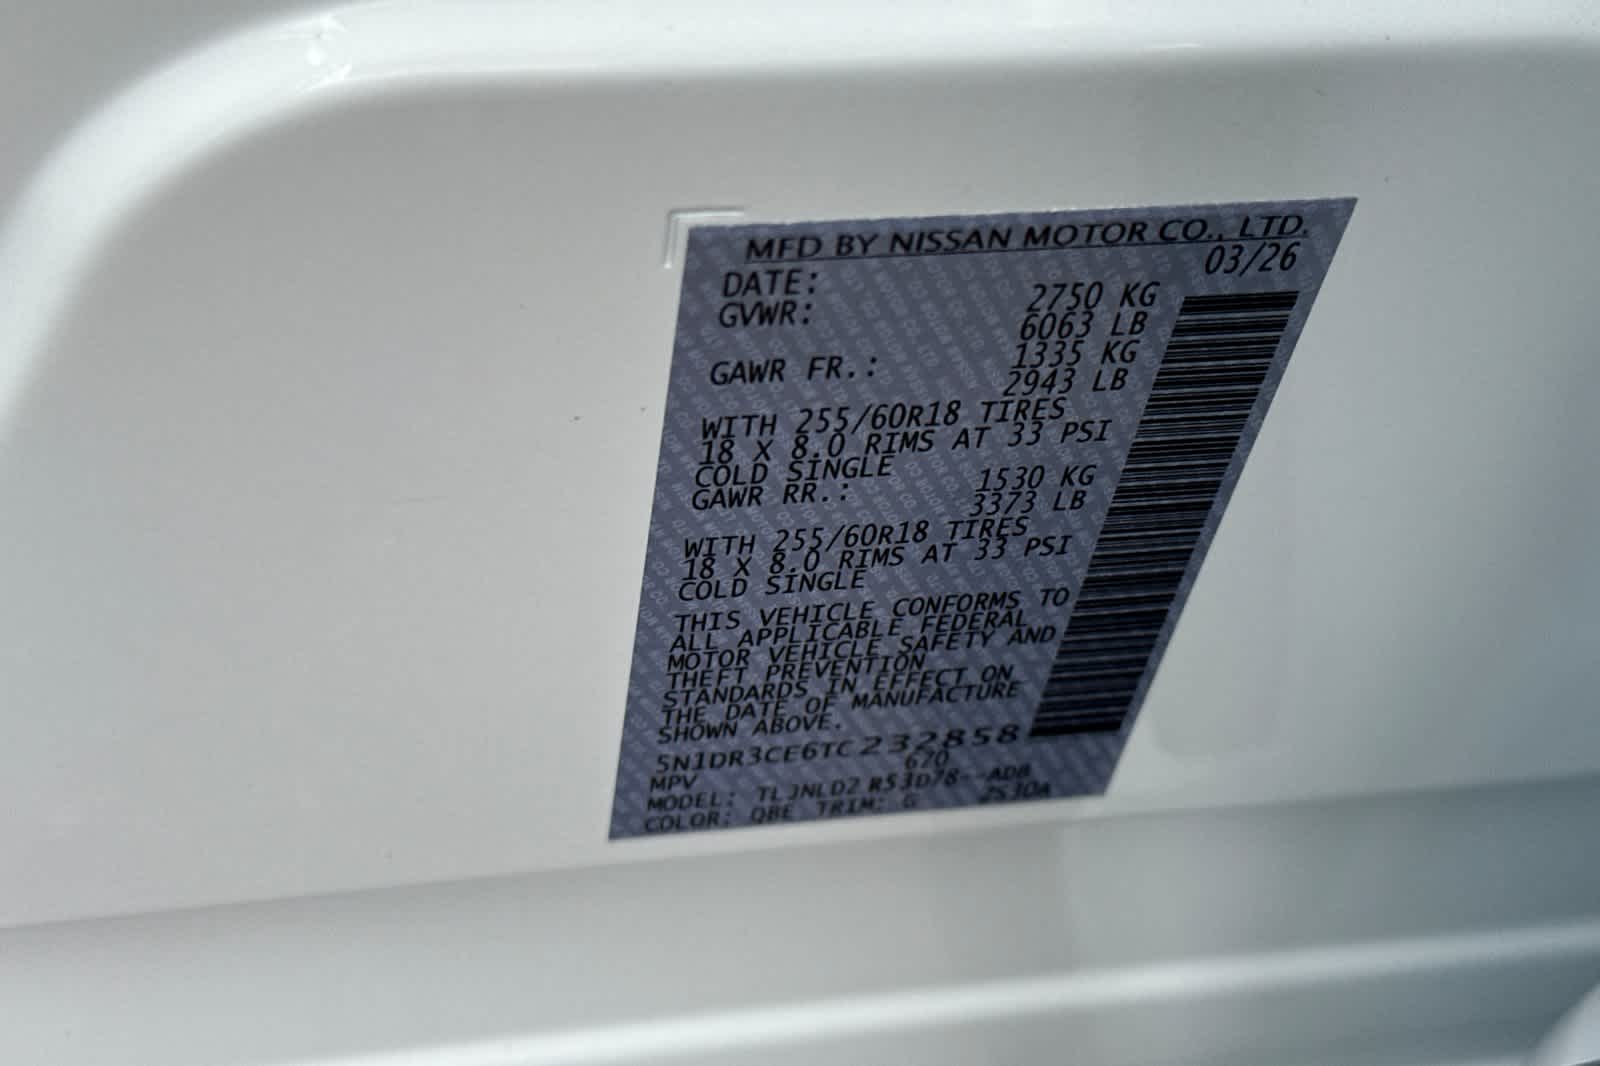 MFD BY NISSAN MOTOR CO., LTD.
DATE: 03/26
GVWR: 2750 KG
6063 LB
GAWR FR.: 1335 KG
2943 LB
WITH 255/60R18 TIRES
18 X 8.0 RIMS AT 33 PSI
COLD SINGLE
GAWR RR.: 1530 KG
3373 LB
WITH 255/60R18 TIRES
18 X 8.0 RIMS AT 33 PSI
COLD SINGLE
THIS VEHICLE CONFORMS TO
ALL APPLICABLE FEDERAL
MOTOR VEHICLE SAFETY AND
THEFT PREVENTION
STANDARDS IN EFFECT ON
THE DATE OF MANUFACTURE
SHOWN ABOVE.
5N1DR3CE6TC232858
MPV 670
MODEL: TLJNLD2 R53D78--ADB
COLOR: QBE TRIM: G 2S30A